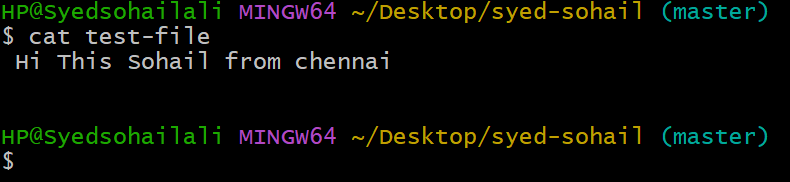 HP@Syedsohailali MINGW64 ~/Desktop/syed-sohail (master)
$ cat test-file
 Hi This Sohail from chennai
HP@Syedsohailali MINGW64 ~/Desktop/syed-sohail (master)
$